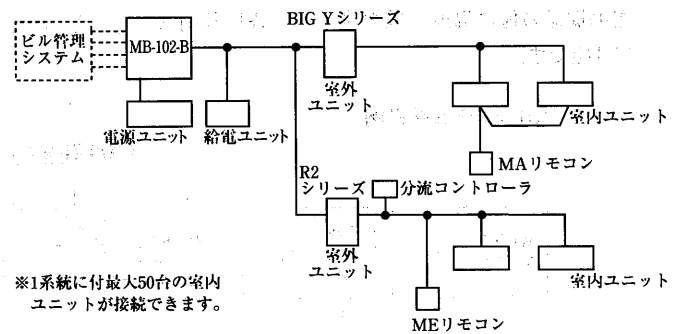 BIG Yシリーズ
ビル管理
システム
MB-102-B
室外
ユニット
電源ユニット
給電ユニット
室内ユニット
MAリモコン
R2
シリーズ
分流コントローラ
室外
ユニット
室内ユニット
※1系統に付最大50台の室内
ユニットが接続できます。
MEリモコン